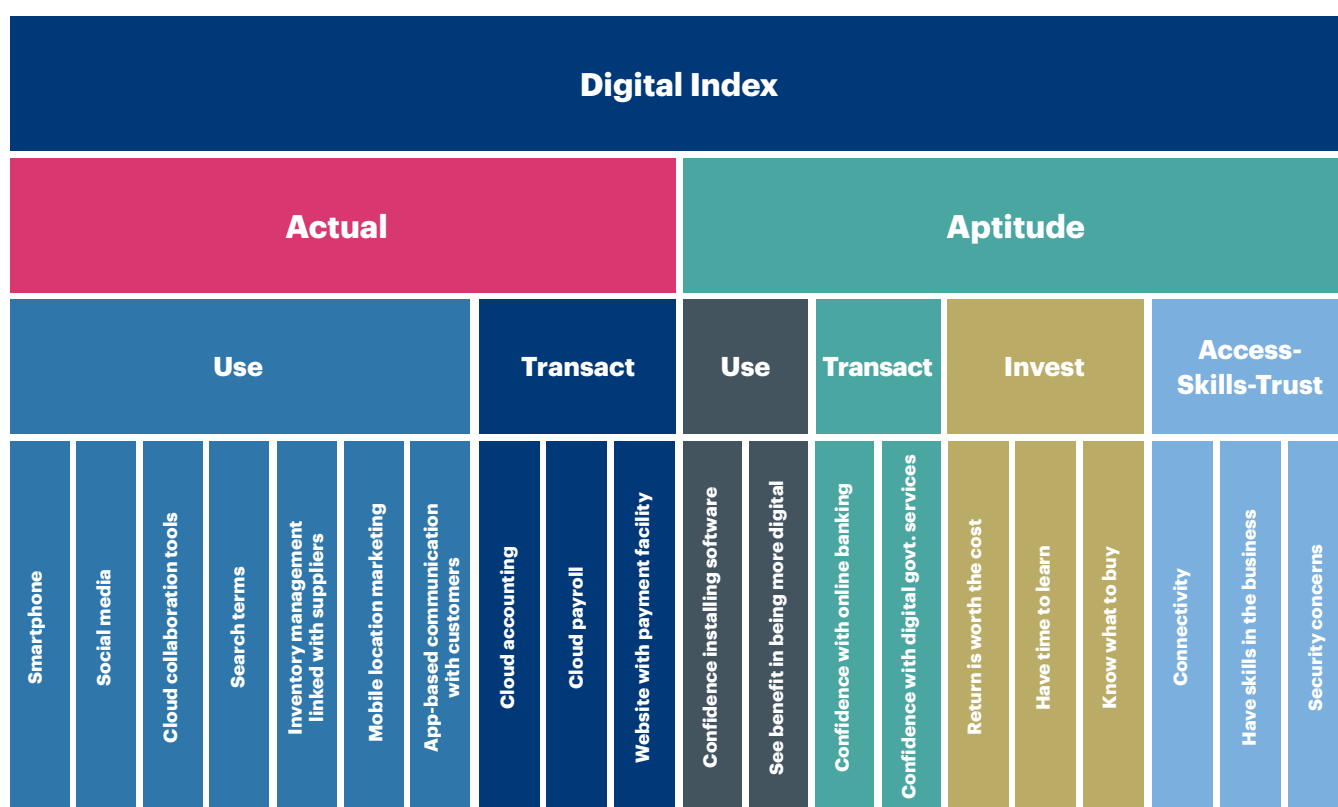 Digital Index
Actual
Aptitude
Use
Transact
Use
Transact
Invest
Access-
Skills-Trust
Smartphone
Social media
Cloud collaboration tools
Search terms
Inventory management
linked with suppliers
Mobile location marketing
App-based communication
with customers
Cloud accounting
Cloud payroll
Website with payment facility
Confidence installing software
See benefit in being more digital
Confidence with online banking
Confidence with digital govt. services
Return is worth the cost
Have time to learn
Know what to buy
Connectivity
Have skills in the business
Security concerns